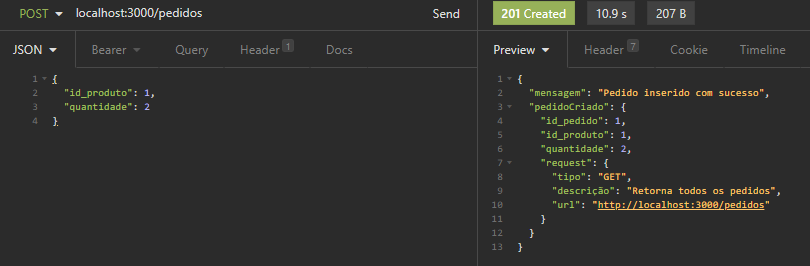 POST localhost:3000/pedidos Send 201 Created 10.9 s 207 B
JSON Bearer Query Header 1 Docs Preview Header 7 Cookie Timeline
1 {
2 "id_produto": 1,
3 "quantidade": 2
4 }
1 {
2 "mensagem": "Pedido inserido com sucesso",
3 "pedidoCriado": {
4 "id_pedido": 1,
5 "id_produto": 1,
6 "quantidade": 2,
7 "request": {
8 "tipo": "GET",
9 "descrição": "Retorna todos os pedidos",
10 "url": "http://localhost:3000/pedidos"
11 }
12 }
13 }